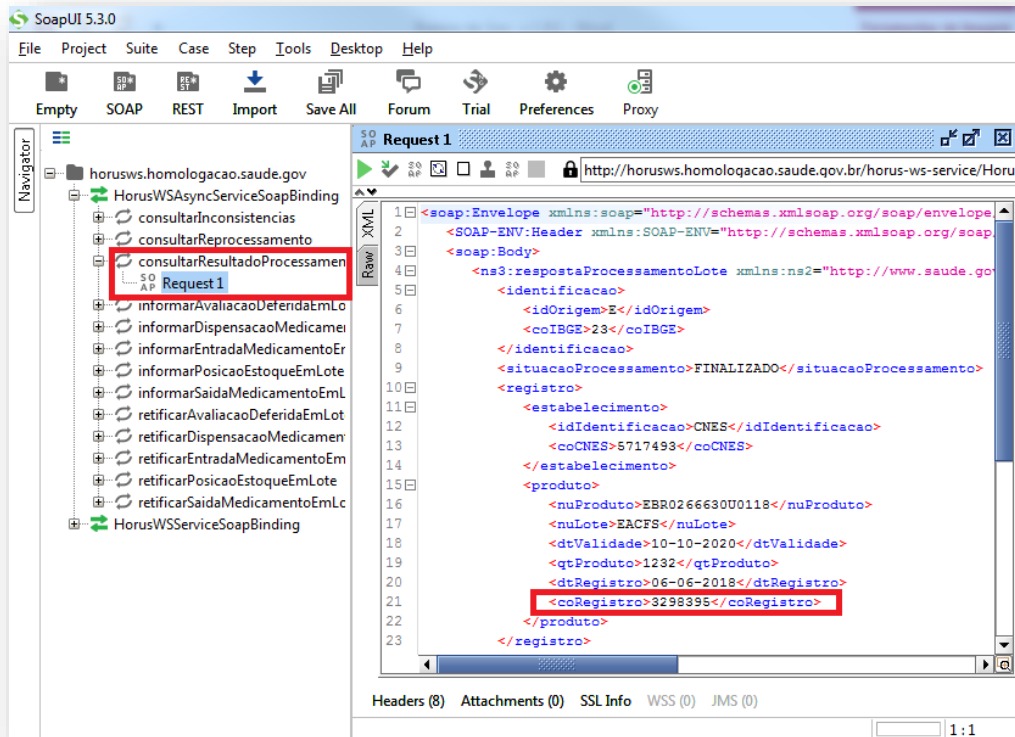 SoapUI 5.3.0
File Project Suite Case Step Tools Desktop Help
Empty SOAP REST Import Save All Forum Trial Preferences Proxy
Navigator
horusws.homologacao.saude.gov
HorusWSAsyncServiceSoapBinding
consultarInconsistencias
consultarReprocessamento
consultarResultadoProcessamen
SOAP Request 1
informarAvaliacaoDeferidaEmLo
informarDispensacaoMedicamei
informarEntradaMedicamentoEr
informarPosicaoEstoqueEmLote
informarSaidaMedicamentoEmL
retificarAvaliacaoDeferidaEmLot
retificarDispensacaoMedicamen
retificarEntradaMedicamentoEm
retificarPosicaoEstoqueEmLote
retificarSaidaMedicamentoEmLc
HorusWSServiceSoapBinding
SOAP Request 1
http://horusws.homologacao.saude.gov.br/horus-ws-service/Horu
XML
Raw
1 <soap:Envelope xmlns:soap="http://schemas.xmlsoap.org/soap/envelope/
2 <SOAP-ENV:Header xmlns:SOAP-ENV="http://schemas.xmlsoap.org/soap,
3 <soap:Body>
4 <ns3:respostaProcessamentoLote xmlns:ns2="http://www.saude.gov
5 <identificacao>
6 <idOrigem>E</idOrigem>
7 <coIBGE>23</coIBGE>
8 </identificacao>
9 <situacaoProcessamento>FINALIZADO</situacaoProcessamento>
10 <registro>
11 <estabelecimento>
12 <idIdentificacao>CNES</idIdentificacao>
13 <coCNES>5717493</coCNES>
14 </estabelecimento>
15 <produto>
16 <nuProduto>EBR0266630U0118</nuProduto>
17 <nuLote>EACFS</nuLote>
18 <dtValidade>10-10-2020</dtValidade>
19 <qtProduto>1232</qtProduto>
20 <dtRegistro>06-06-2018</dtRegistro>
21 <coRegistro>3298395</coRegistro>
22 </produto>
23 </registro>
Headers (8) Attachments (0) SSL Info WSS (0) JMS (0)
1 : 1